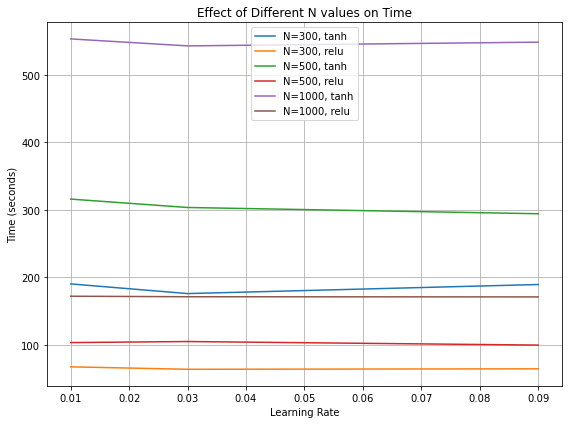 Effect of Different N values on Time
N=300, tanh
N=300, relu
N=500, tanh
N=500, relu
N=1000, tanh
N=1000, relu
Time (seconds)
500
400
300
200
100
0.01 0.02 0.03 0.04 0.05 0.06 0.07 0.08 0.09
Learning Rate